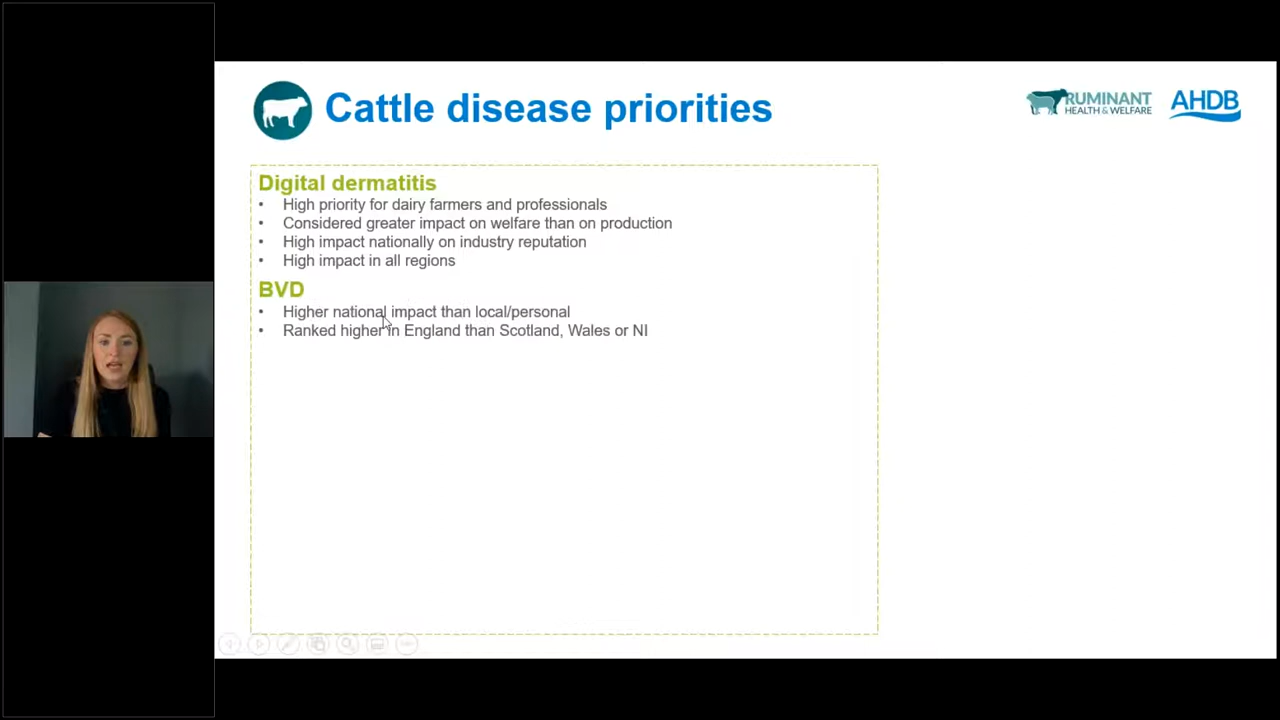 Cattle disease priorities
RUMINANT
HEALTH & WELFARE
AHDB
Digital dermatitis
• High priority for dairy farmers and professionals
• Considered greater impact on welfare than on production
• High impact nationally on industry reputation
• High impact in all regions
BVD
• Higher national impact than local/personal
• Ranked higher in England than Scotland, Wales or NI